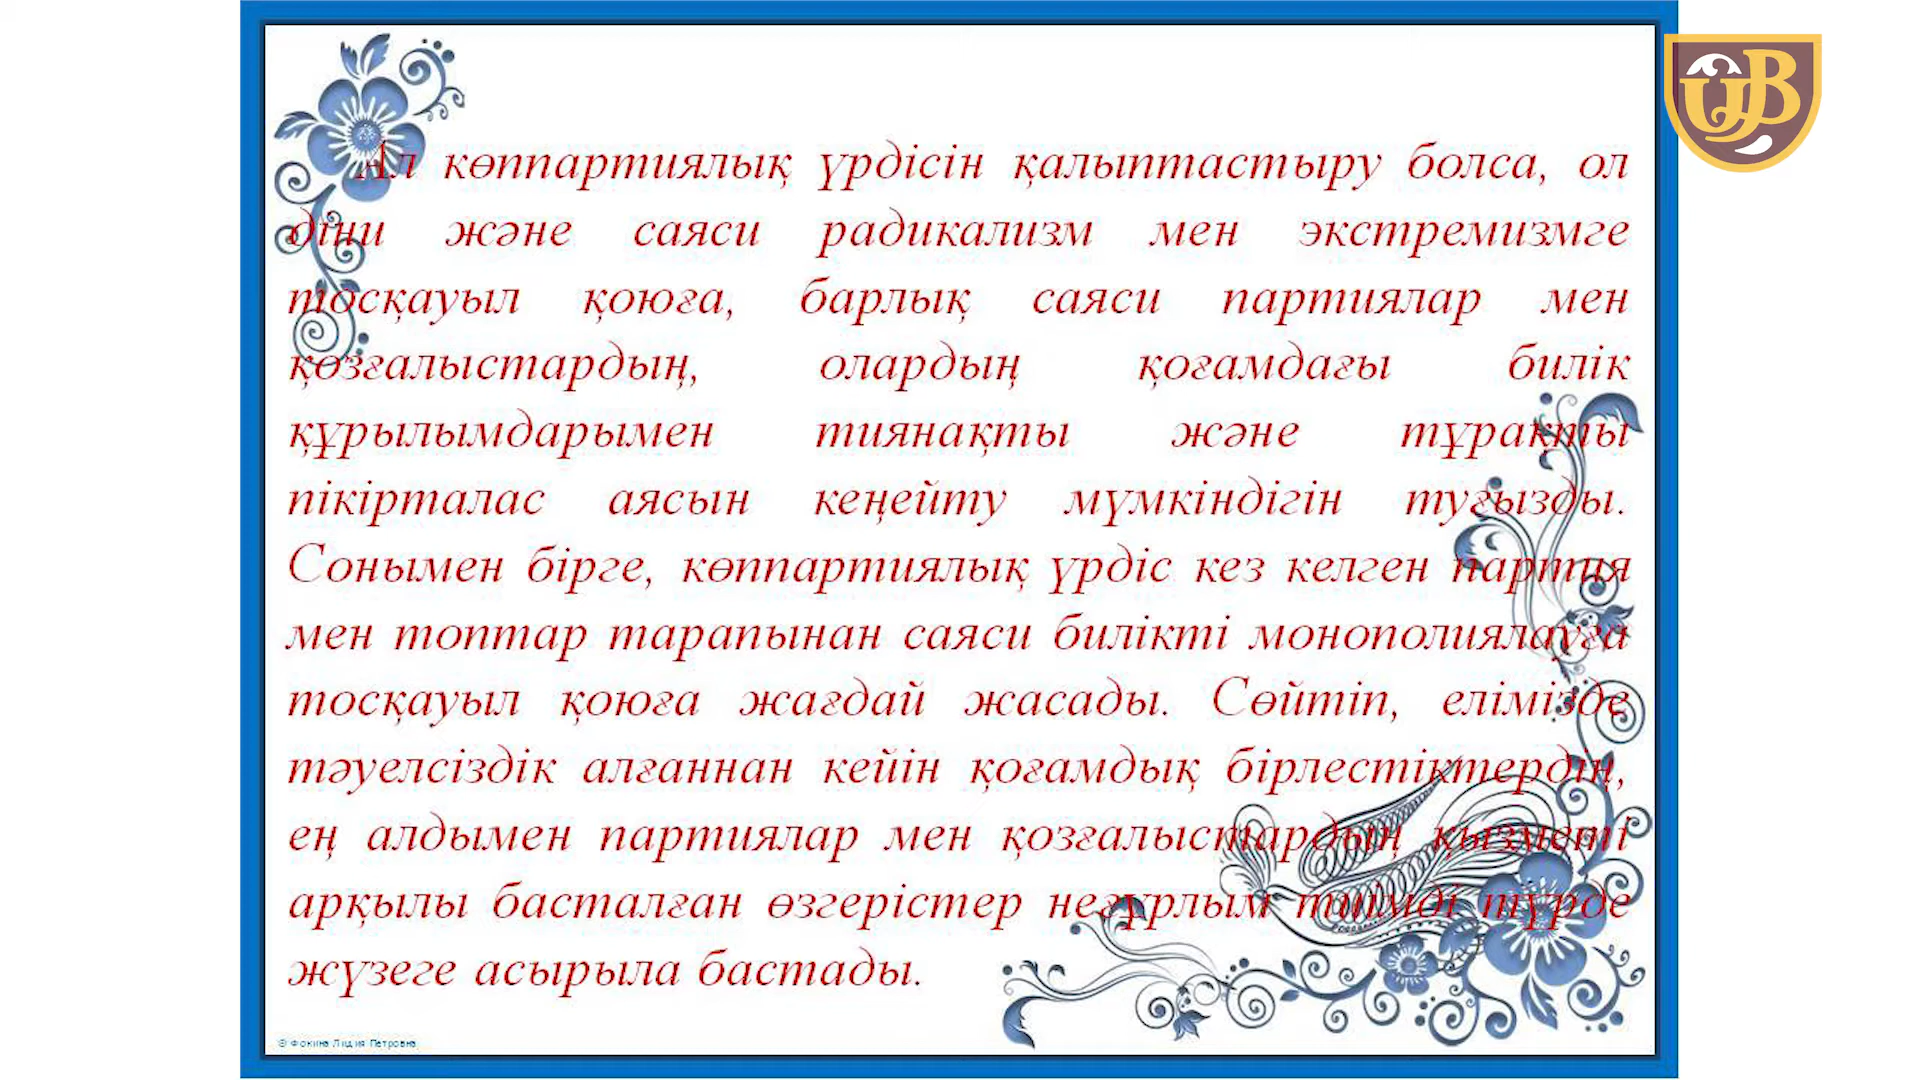 Ал көппартиялық үрдісін қалыптастыру болса, ол
діни және саяси радикализм мен экстремизмге
тосқауыл қоюға, барлық саяси партиялар мен
қозғалыстардың, олардың қоғамдағы билік
құрылымдарымен тиянақты және тұрақты
пікірталас аясын кеңейту мүмкіндігін туғызды.
Сонымен бірге, көппартиялық үрдіс кез келген партия
мен топтар тарапынан саяси билікті монополиялауға
тосқауыл қоюға жағдай жасады. Сөйтіп, елімізде
тәуелсіздік алғаннан кейін қоғамдық бірлестіктердің,
ең алдымен партиялар мен қозғалыстардың қызметі
арқылы басталған өзгерістер неғұрлым тиімді түрде
жүзеге асырыла бастады.
© Фокина Лидия Петровна